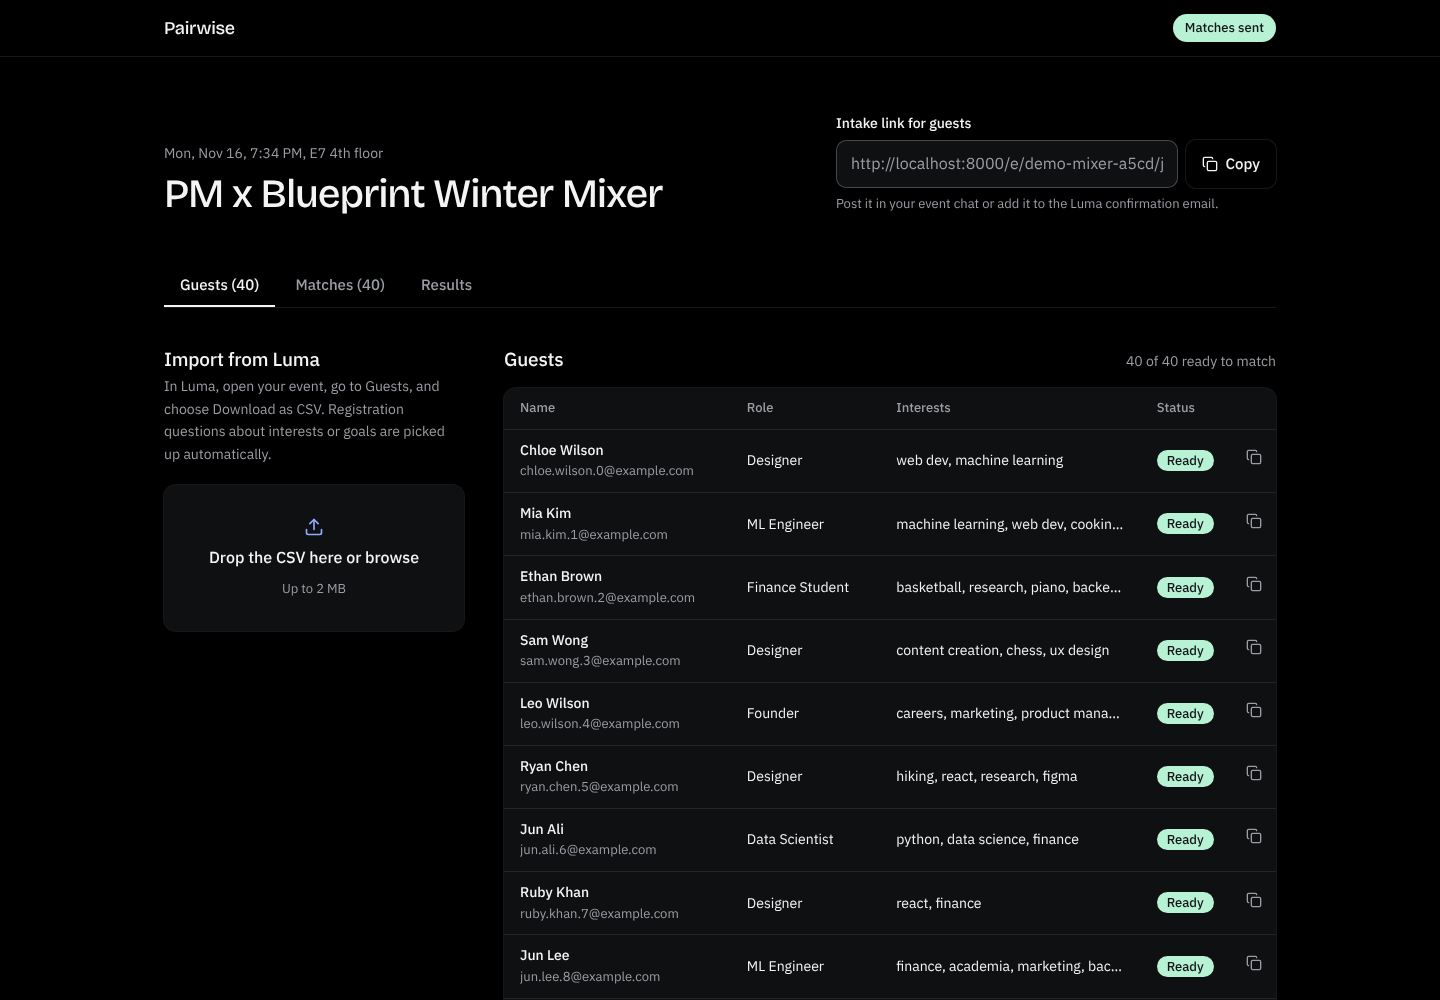 Pairwise
Matches sent
Intake link for guests
Mon, Nov 16, 7:34 PM, E7 4th floor
http://localhost:8000/e/demo-mixer-a5cd/j
Copy
PM x Blueprint Winter Mixer
Post it in your event chat or add it to the Luma confirmation email.
Guests (40)
Matches (40)
Results
Import from Luma
In Luma, open your event, go to Guests, and
choose Download as CSV. Registration
questions about interests or goals are picked
up automatically.
Drop the CSV here or browse
Up to 2 MB
Guests
40 of 40 ready to match
Name Role Interests Status
Chloe Wilson
chloe.wilson.0@example.com
Designer
web dev, machine learning
Ready
Mia Kim
mia.kim.1@example.com
ML Engineer
machine learning, web dev, cookin...
Ready
Ethan Brown
ethan.brown.2@example.com
Finance Student
basketball, research, piano, backe...
Ready
Sam Wong
sam.wong.3@example.com
Designer
content creation, chess, ux design
Ready
Leo Wilson
leo.wilson.4@example.com
Founder
careers, marketing, product mana...
Ready
Ryan Chen
ryan.chen.5@example.com
Designer
hiking, react, research, figma
Ready
Jun Ali
jun.ali.6@example.com
Data Scientist
python, data science, finance
Ready
Ruby Khan
ruby.khan.7@example.com
Designer
react, finance
Ready
Jun Lee
jun.lee.8@example.com
ML Engineer
finance, academia, marketing, bac...
Ready